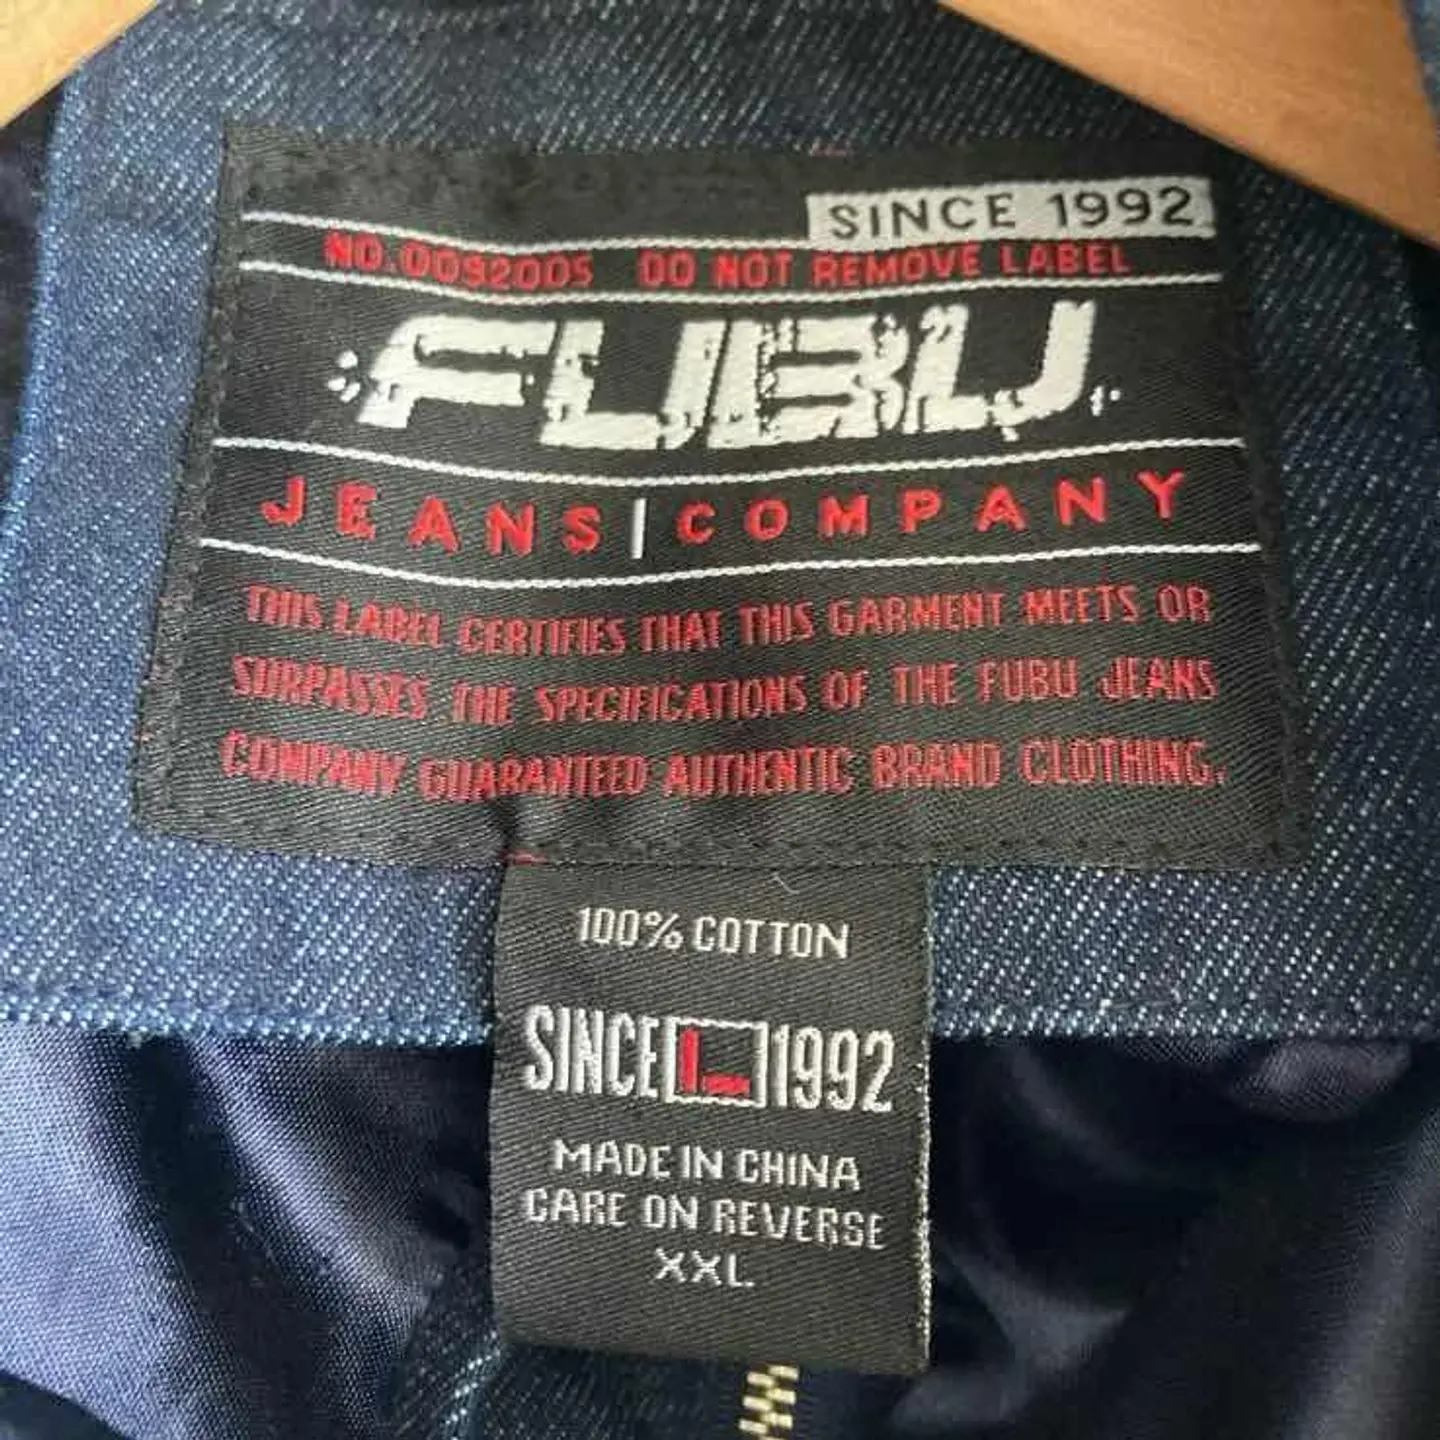 SINCE 1992
NO.0092005 DO NOT REMOVE LABEL
FUBU
JEANS|COMPANY
THIS LABEL CERTIFIES THAT THIS GARMENT MEETS OR
SURPASSES THE SPECIFICATIONS OF THE FUBU JEANS
COMPANY GUARANTEED AUTHENTIC BRAND CLOTHING.
100% COTTON
SINCE 1992
MADE IN CHINA
CARE ON REVERSE
XXL